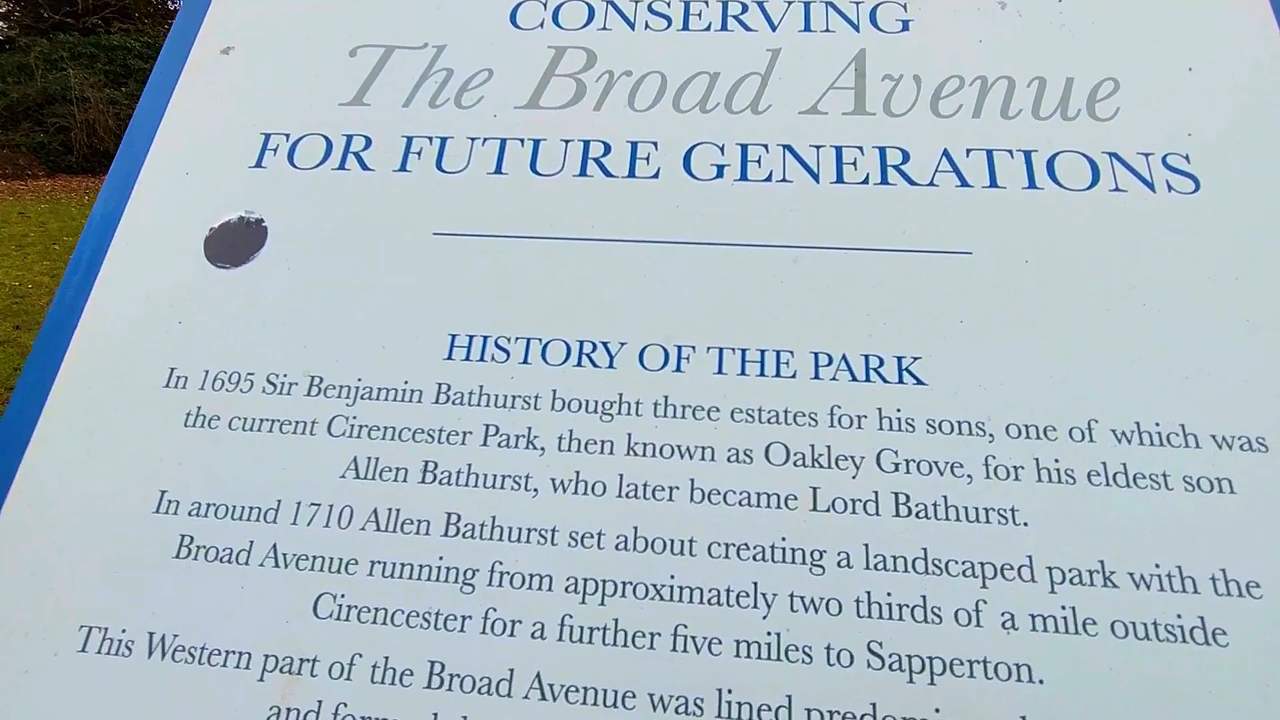 CONSERVING
The Broad Avenue
FOR FUTURE GENERATIONS
HISTORY OF THE PARK
In 1695 Sir Benjamin Bathurst bought three estates for his sons, one of which was
the current Cirencester Park, then known as Oakley Grove, for his eldest son
Allen Bathurst, who later became Lord Bathurst.
In around 1710 Allen Bathurst set about creating a landscaped park with the
Broad Avenue running from approximately two thirds of a mile outside
Cirencester for a further five miles to Sapperton.
This Western part of the Broad Avenue was lined
and